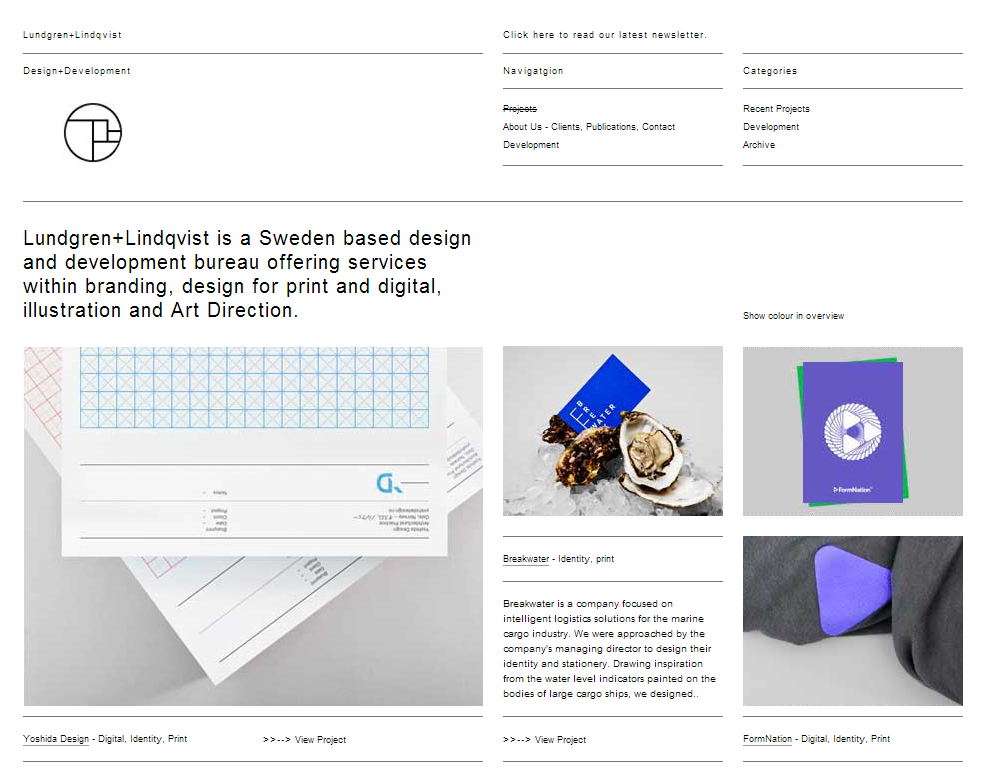 Lundgren+Lindqvist
Click here to read our latest newsletter.
Design+Development
Navigatgion
Categories
Projects
About Us - Clients, Publications, Contact
Development
Recent Projects
Development
Archive
Lundgren+Lindqvist is a Sweden based design
and development bureau offering services
within branding, design for print and digital,
illustration and Art Direction.
Show colour in overview
BRE
WATER
FormNation
Breakwater - Identity, print
Breakwater is a company focused on
intelligent logistics solutions for the marine
cargo industry. We were approached by the
company's managing director to design their
identity and stationery. Drawing inspiration
from the water level indicators painted on the
bodies of large cargo ships, we designed..
Yoshida Design - Digital, Identity, Print
>>--> View Project
>>--> View Project
FormNation - Digital, Identity, Print